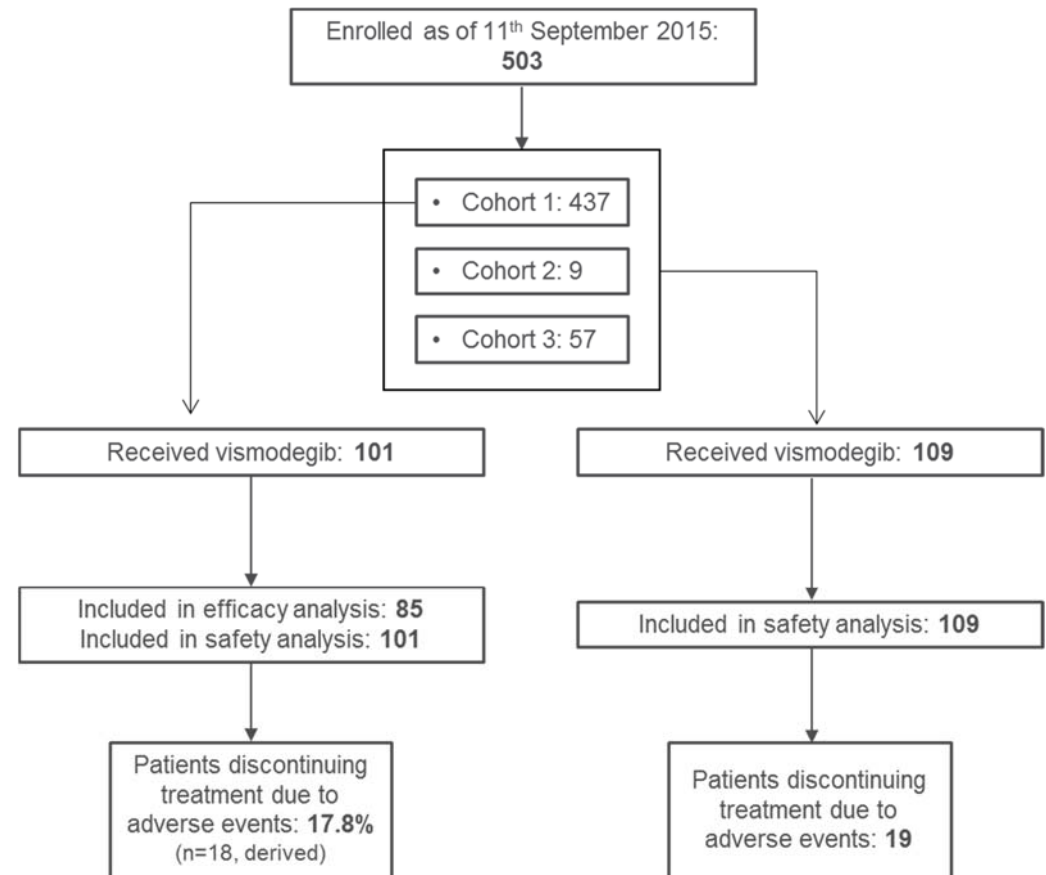 Enrolled as of 11th September 2015:
503
• Cohort 1: 437
• Cohort 2: 9
• Cohort 3: 57
Received vismodegib: 101
Received vismodegib: 109
Included in efficacy analysis: 85
Included in safety analysis: 101
Included in safety analysis: 109
Patients discontinuing
treatment due to
adverse events: 17.8%
(n=18, derived)
Patients discontinuing
treatment due to
adverse events: 19